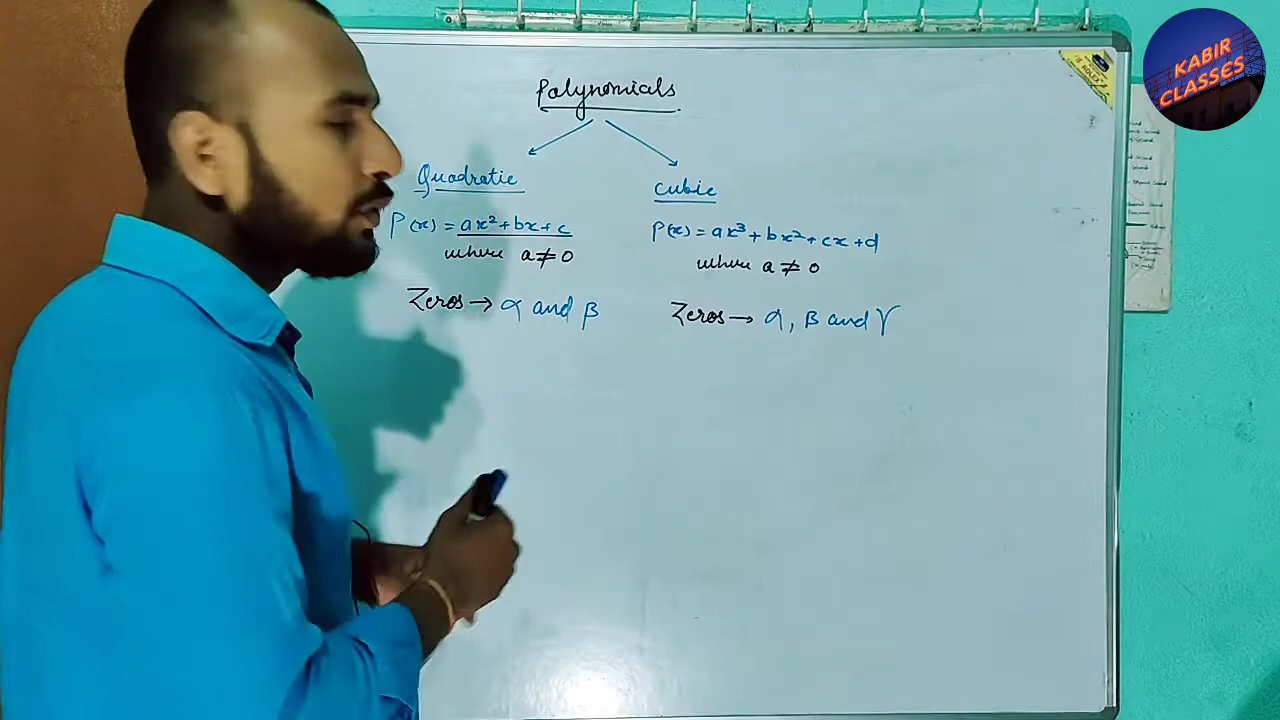 KABIR
CLASSES
Polynomials
Quadratic
P(x) = ax²+bx+c
where a≠0
Zeros → α and β
cubic
P(x) = ax³+bx²+cx+d
where a ≠ 0
Zeros → α, β and γ